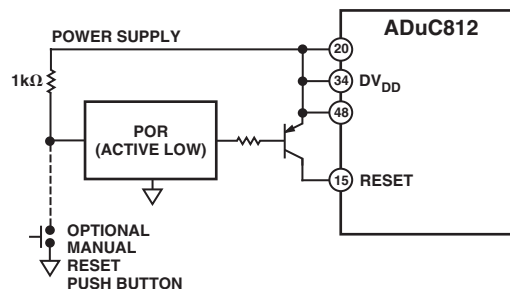 ADuC812
POWER SUPPLY
20
1kΩ
34 DVDD
48
POR
(ACTIVE LOW)
15 RESET
OPTIONAL
MANUAL
RESET
PUSH BUTTON